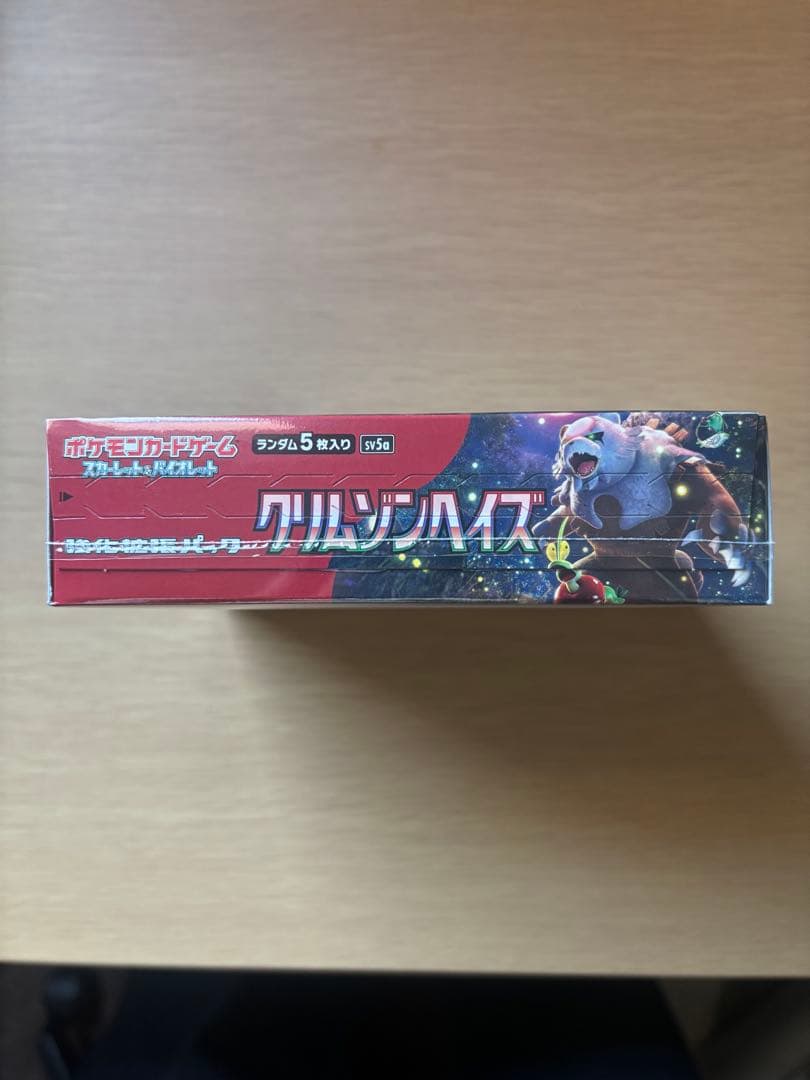 ポケモンカードゲーム
スカーレット&バイオレット
ランダム5枚入り
sv5a
強化拡張パック
クリムゾンヘイズ